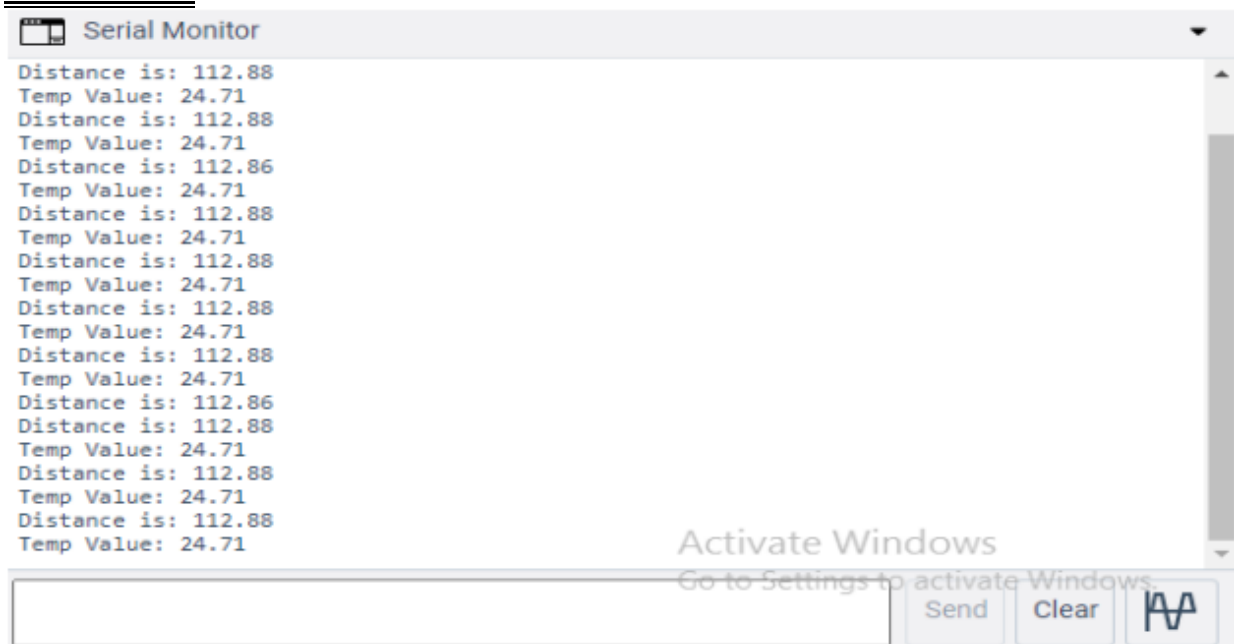 Serial Monitor
Distance is: 112.88
Temp Value: 24.71
Distance is: 112.88
Temp Value: 24.71
Distance is: 112.86
Temp Value: 24.71
Distance is: 112.88
Temp Value: 24.71
Distance is: 112.88
Temp Value: 24.71
Distance is: 112.88
Temp Value: 24.71
Distance is: 112.88
Temp Value: 24.71
Distance is: 112.86
Distance is: 112.88
Temp Value: 24.71
Distance is: 112.88
Temp Value: 24.71
Distance is: 112.88
Temp Value: 24.71
Activate Windows
Go to Settings to activate Windows.
Send Clear